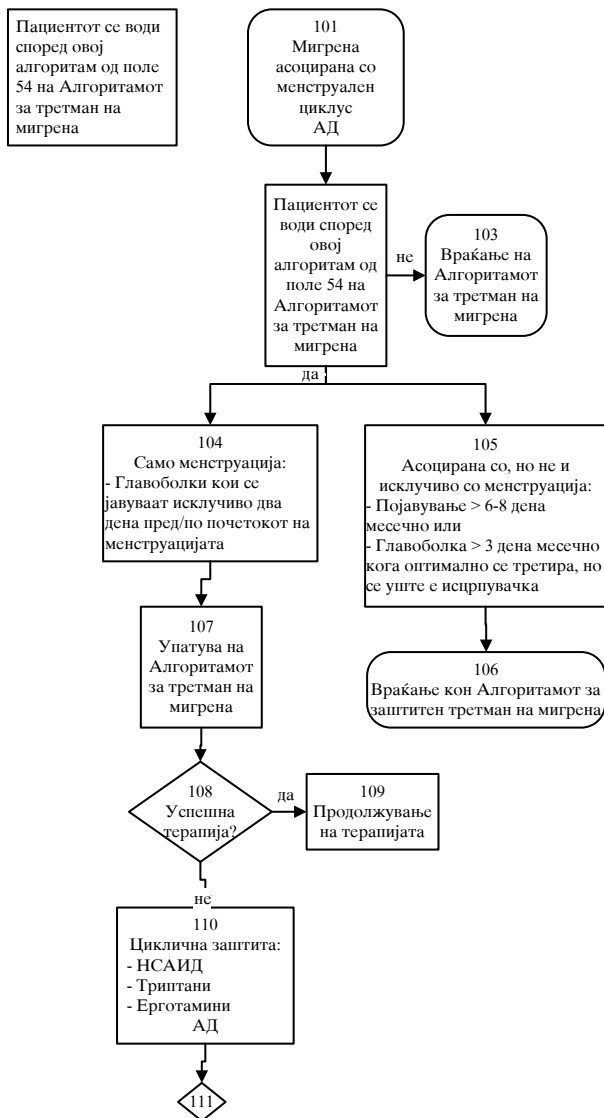 Пациентот се води
според овој
алгоритам од поле
54 на Алгоритамот
за третман на
мигрена
101
Мигрена
асоцирана со
менструален
циклус
АД
Пациентот се
води според
овој
алгоритам од
поле 54 на
Алгоритамот
за третман на
мигрена
не
103
Враќање на
Алгоритамот
за третман на
мигрена
да
104
Само менструација:
- Главоболки кои се
јавуваат исклучиво два
дена пред/по почетокот на
менструацијата
105
Асоцирана со, но не и
исклучиво со менструација:
- Појавување > 6-8 дена
месечно или
- Главоболка > 3 дена месечно
кога оптимално се третира, но
се уште е исцрпувачка
107
Упатува на
Алгоритамот
за третман на
мигрена
106
Враќање кон Алгоритамот за
заштитен третман на мигрена
108
Успешна
терапија?
да
109
Продолжување
на терапијата
не
110
Циклична заштита:
- НСАИД
- Триптани
- Ерготамини
АД
111